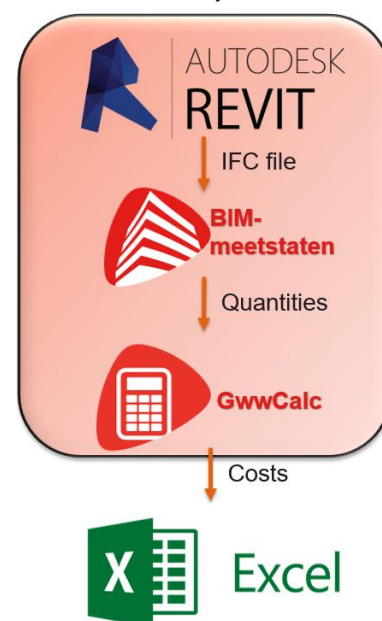 AUTODESK
REVIT
IFC file
BIM-
meetstaten
Quantities
GwwCalc
Costs
X
Excel